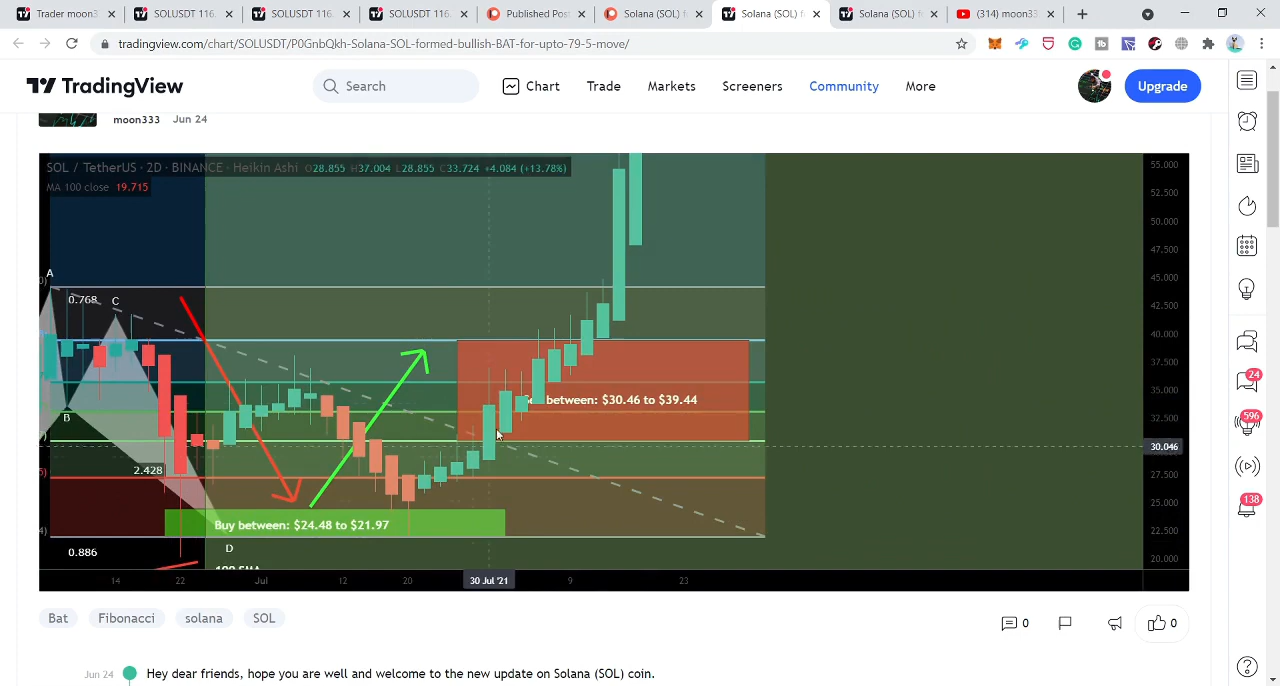 Trader moon3
SOLUSDT 116.
SOLUSDT 116.
SOLUSDT 116.
Published Post
Solana (SOL) f
Solana (SOL) f
Solana (SOL) f
(314) moon33
tradingview.com/chart/SOLUSDT/
-Solana-SOL-formed-bullish-BAT-for-upto-79-5-move/
TradingView
Search
Chart
Trade
Markets
Screeners
Community
More
Upgrade
moon333 Jun 24
SOL / TetherUS · 2D · BINANCE · Heikin Ashi O28.855 H37.004 L28.855 C33.724 +4.084 (+13.78%)
MA 100 close 19.715
55.000
52.500
50.000
47.500
45.000
42.500
40.000
37.500
35.000
32.500
30.046
27.500
25.000
22.500
20.000
A
0.768
C
B
2.428
between: $30.46 to $39.44
Buy between: $24.48 to $21.97
0.886
D
14
22
Jul
12
20
30 Jul '21
9
23
Bat
Fibonacci
solana
SOL
0
0
24
596
138
Jun 24
Hey dear friends, hope you are well and welcome to the new update on Solana (SOL) coin.